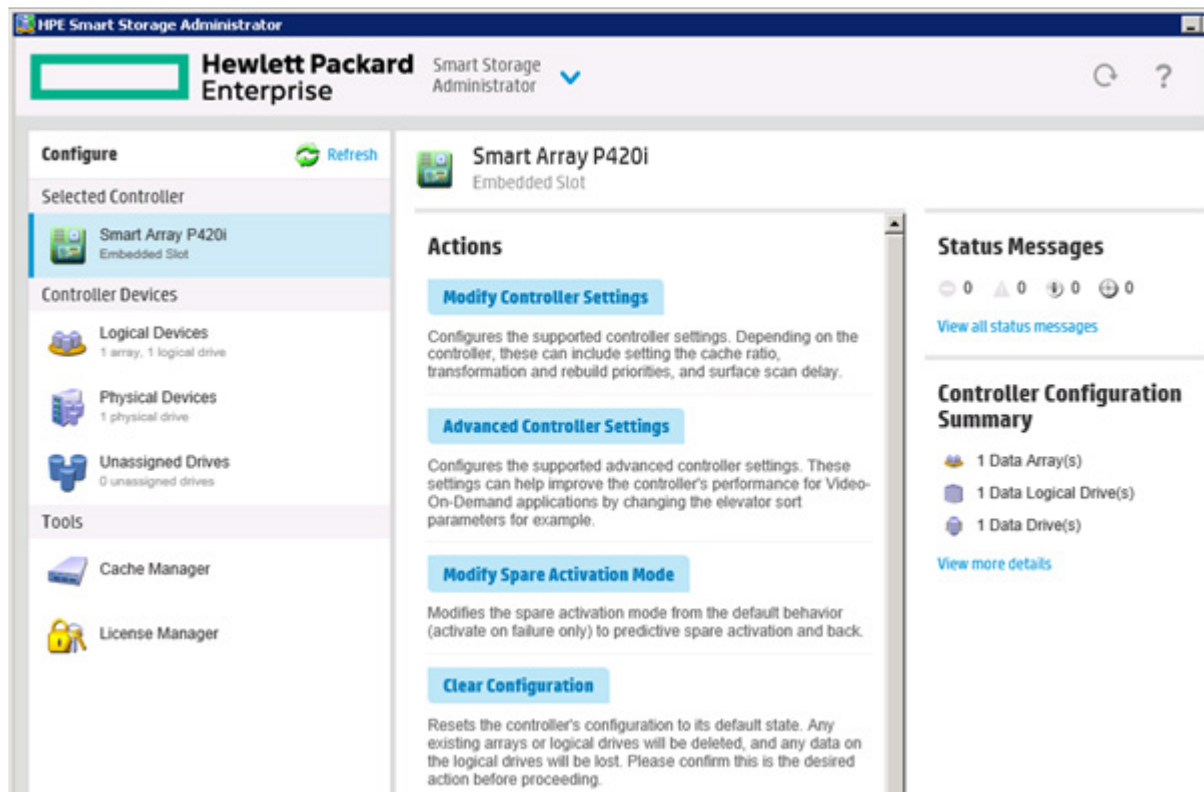 HPE Smart Storage Administrator
Hewlett Packard
Enterprise
Smart Storage
Administrator
?
Configure
Refresh
Selected Controller
Smart Array P420i
Embedded Slot
Controller Devices
Logical Devices
1 array, 1 logical drive
Physical Devices
1 physical drive
Unassigned Drives
0 unassigned drives
Tools
Cache Manager
License Manager
Smart Array P420i
Embedded Slot
Actions
Modify Controller Settings
Configures the supported controller settings. Depending on the
controller, these can include setting the cache ratio,
transformation and rebuild priorities, and surface scan delay.
Advanced Controller Settings
Configures the supported advanced controller settings. These
settings can help improve the controller's performance for Video-
On-Demand applications by changing the elevator sort
parameters for example.
Modify Spare Activation Mode
Modifies the spare activation mode from the default behavior
(activate on failure only) to predictive spare activation and back.
Clear Configuration
Resets the controller's configuration to its default state. Any
existing arrays or logical drives will be deleted, and any data on
the logical drives will be lost. Please confirm this is the desired
action before proceeding.
Status Messages
0 0 0 0
View all status messages
Controller Configuration
Summary
1 Data Array(s)
1 Data Logical Drive(s)
1 Data Drive(s)
View more details